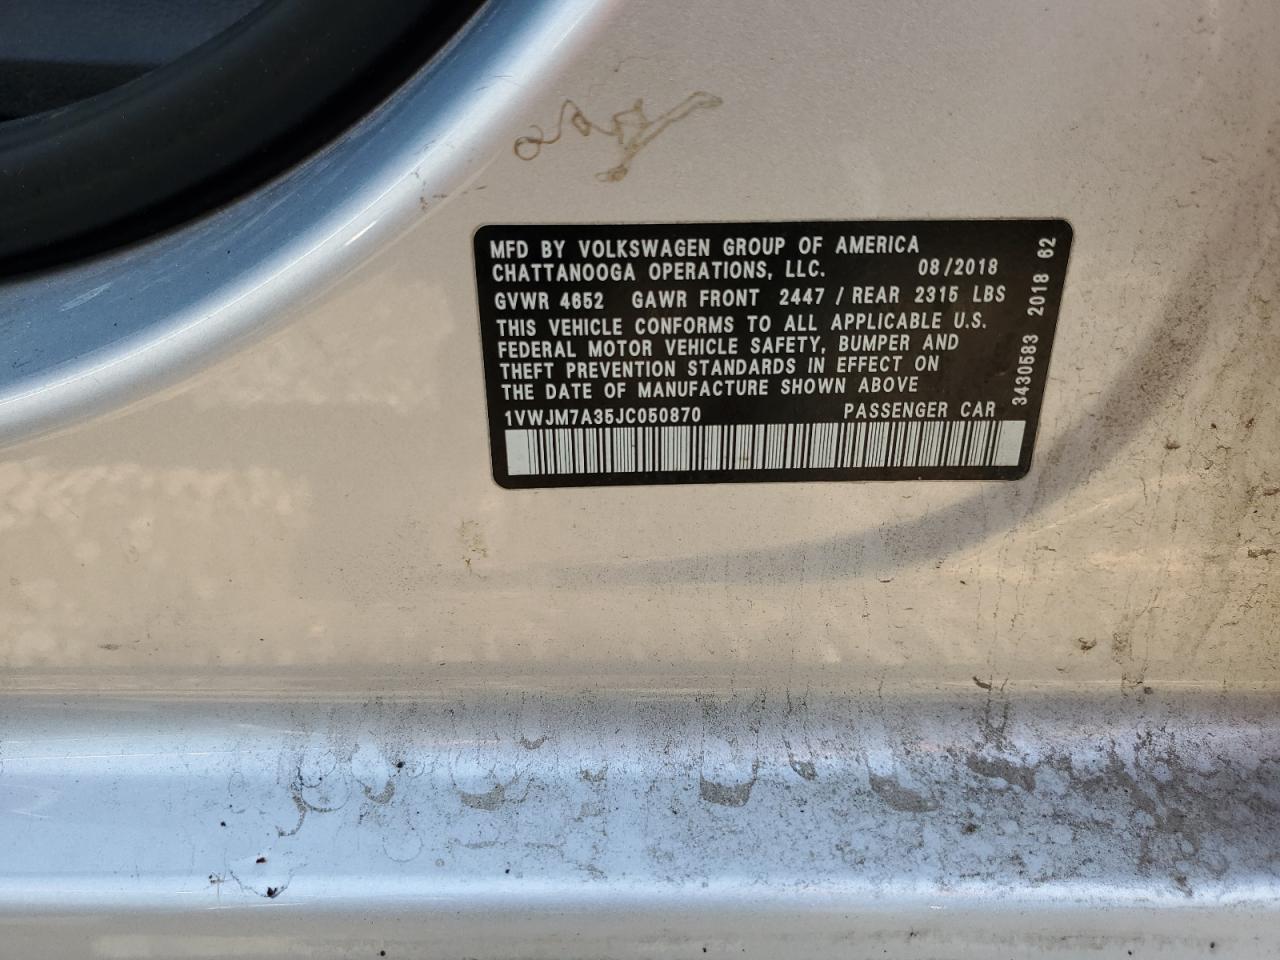 MFD BY VOLKSWAGEN GROUP OF AMERICA
CHATTANOOGA OPERATIONS, LLC. 08/2018
GVWR 4652 GAWR FRONT 2447 / REAR 2315 LBS
THIS VEHICLE CONFORMS TO ALL APPLICABLE U.S.
FEDERAL MOTOR VEHICLE SAFETY, BUMPER AND
THEFT PREVENTION STANDARDS IN EFFECT ON
THE DATE OF MANUFACTURE SHOWN ABOVE
1VWJM7A35JC050870 PASSENGER CAR
3430583 2018 62